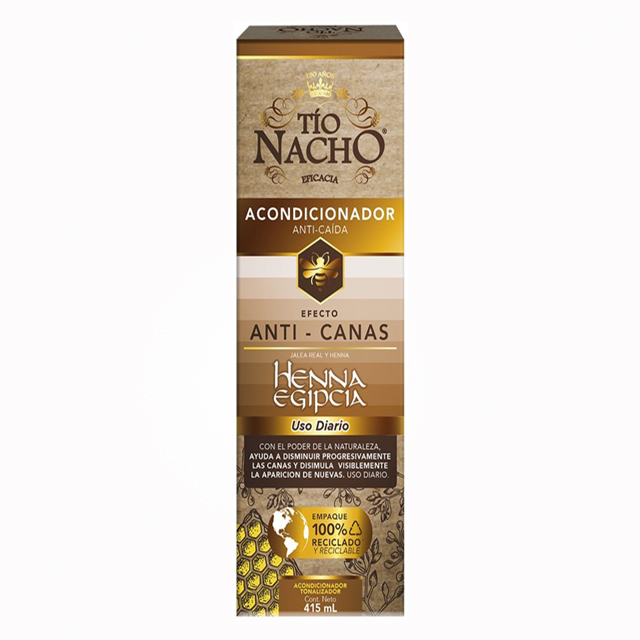 100 AÑOS
TÍO
NACHO®
EFICACIA
ACONDICIONADOR
ANTI-CAÍDA
EFECTO
ANTI - CANAS
JALEA REAL Y HENNA
HENNA
EGIPCIA
Uso Diario
CON EL PODER DE LA NATURALEZA,
AYUDA A DISMINUIR PROGRESIVAMENTE
LAS CANAS Y DISIMULA VISIBLEMENTE
LA APARICION DE NUEVAS. USO DIARIO.
EMPAQUE
100%
RECICLADO
Y RECICLABLE
ACONDICIONADOR
TONALIZADOR
Cont. Neto
415 mL